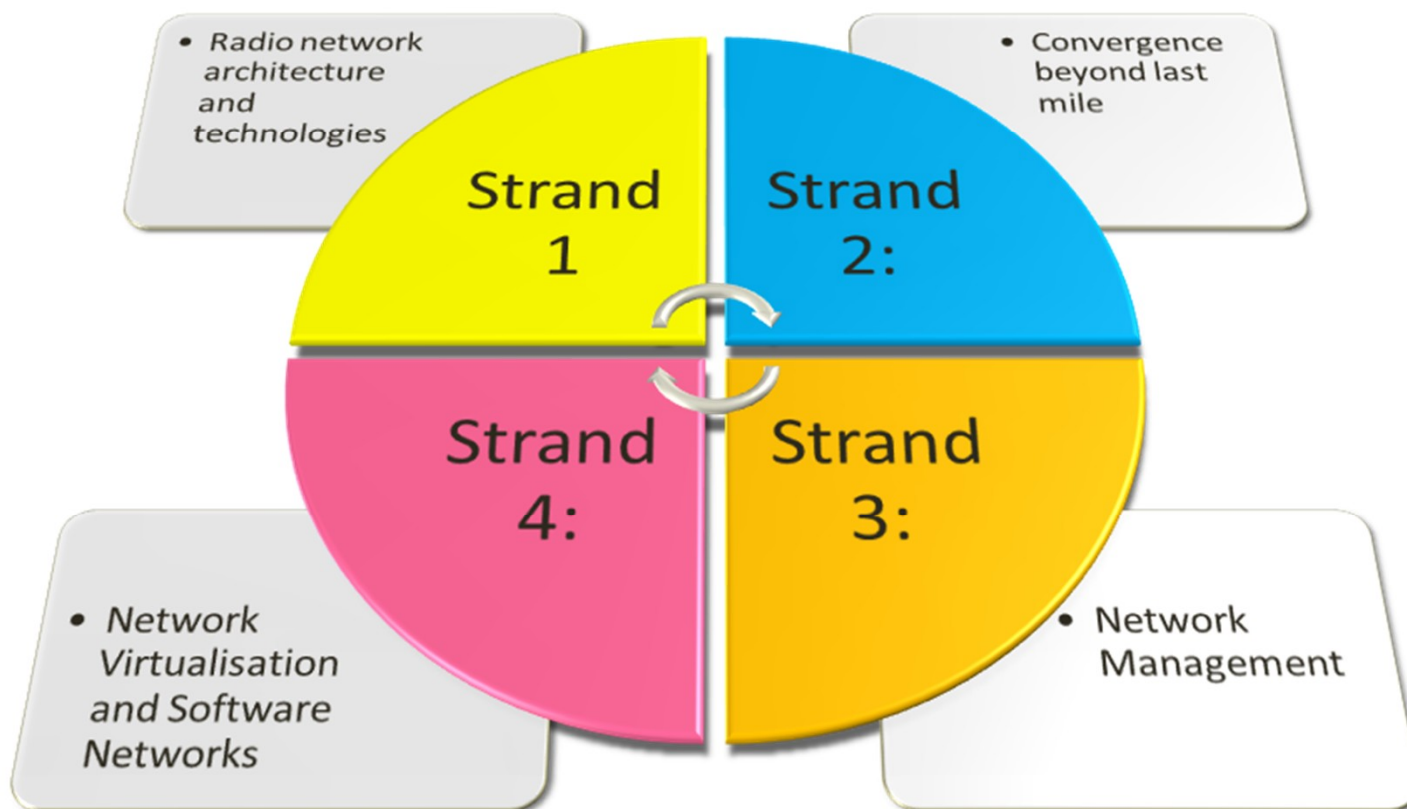 • Radio network
architecture
and
technologies
• Convergence
beyond last
mile
Strand
1
Strand
2:
Strand
4:
Strand
3:
• Network
Virtualisation
and Software
Networks
• Network
Management